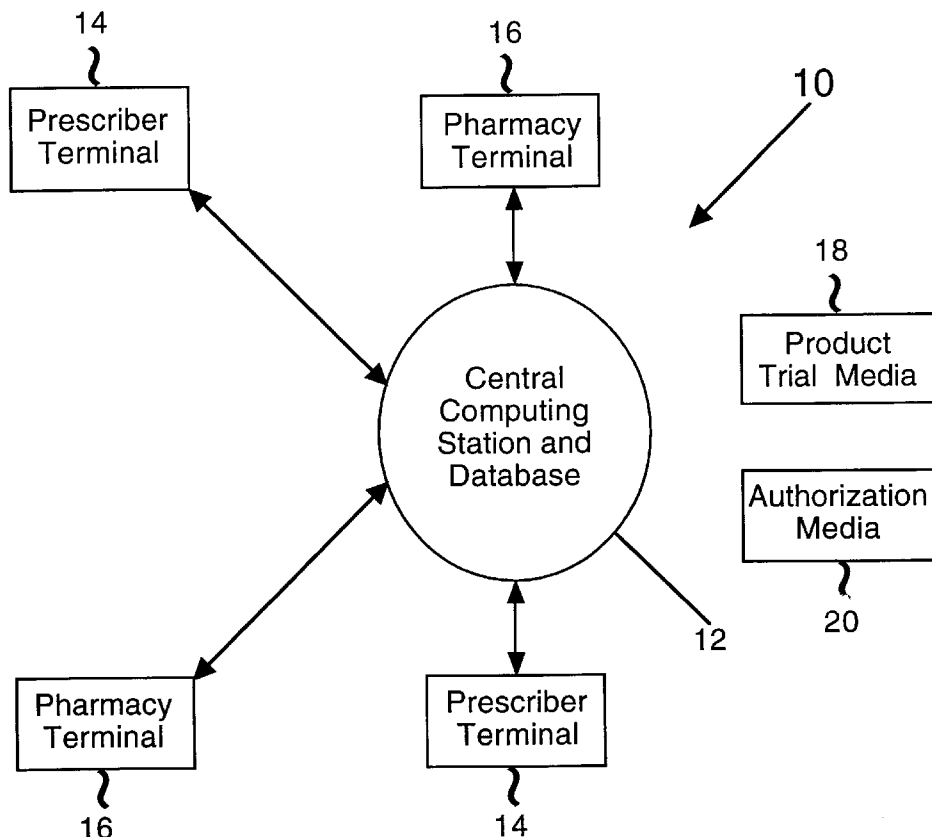 14
Prescriber
Terminal
16
Pharmacy
Terminal
10
18
Product
Trial Media
Central
Computing
Station and
Database
Authorization
Media
20
12
Pharmacy
Terminal
16
Prescriber
Terminal
14